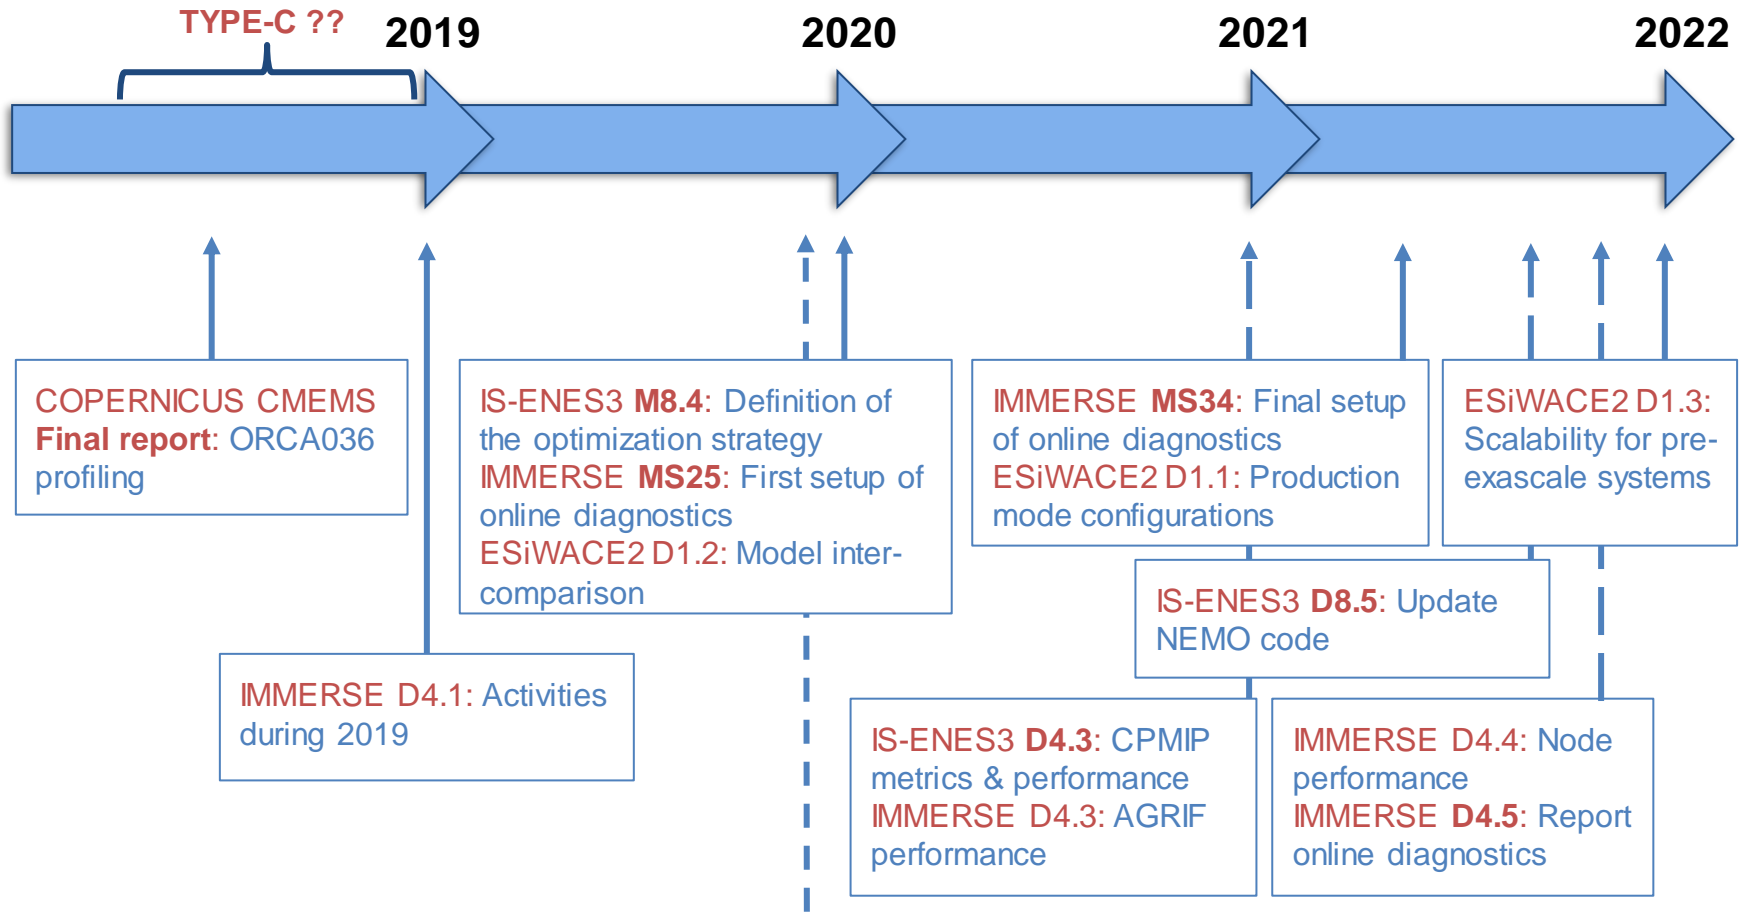 TYPE-C ??
2019
2020
2021
2022
COPERNICUS CMEMS
Final report: ORCA036
profiling
IS-ENES3 M8.4: Definition of
the optimization strategy
IMMERSE MS25: First setup of
online diagnostics
ESiWACE2 D1.2: Model inter-
comparison
IMMERSE MS34: Final setup
of online diagnostics
ESiWACE2 D1.1: Production
mode configurations
ESiWACE2 D1.3:
Scalability for pre-
exascale systems
IS-ENES3 D8.5: Update
NEMO code
IMMERSE D4.1: Activities
during 2019
IS-ENES3 D4.3: CPMIP
metrics & performance
IMMERSE D4.3: AGRIF
performance
IMMERSE D4.4: Node
performance
IMMERSE D4.5: Report
online diagnostics